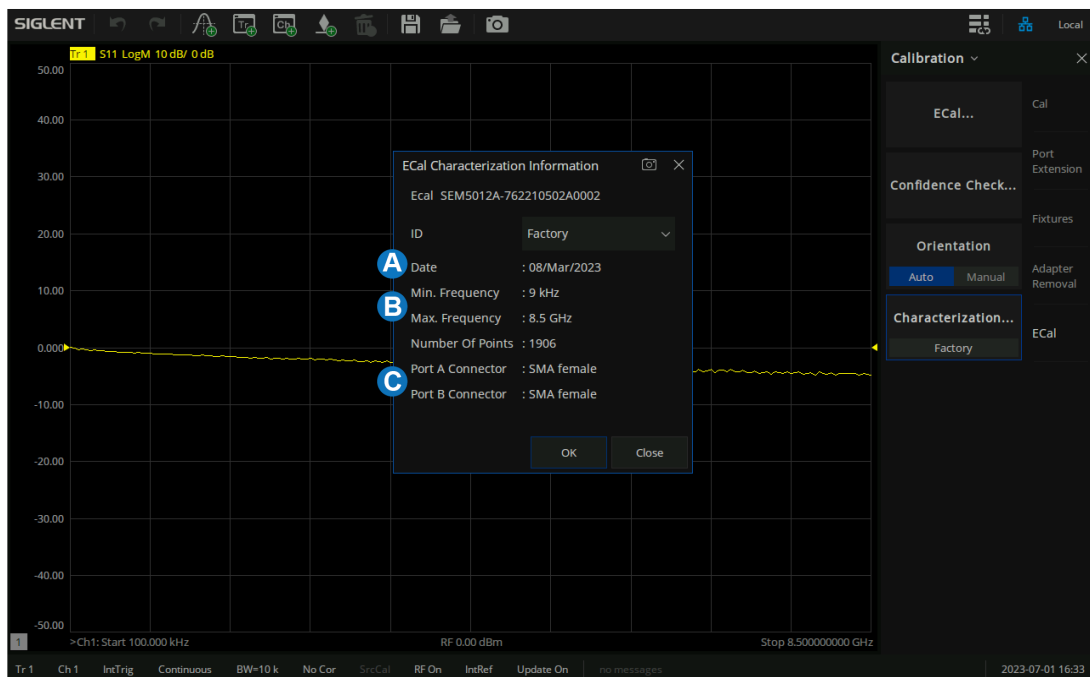 SIGLENT
Tr Ch
Local
Tr 1 S11 LogM 10 dB/ 0 dB
50.00
40.00
30.00
20.00
10.00
0.000
-10.00
-20.00
-30.00
-40.00
-50.00
ECal Characterization Information
Ecal SEM5012A-762210502A0002
ID Factory
A Date : 08/Mar/2023
B Min. Frequency : 9 kHz
Max. Frequency : 8.5 GHz
Number Of Points : 1906
C Port A Connector : SMA female
Port B Connector : SMA female
OK Close
Calibration
ECal...
Confidence Check...
Orientation
Auto Manual
Characterization...
Factory
Cal
Port
Extension
Fixtures
Adapter
Removal
ECal
1 >Ch1: Start 100.000 kHz RF 0.00 dBm Stop 8.500000000 GHz
Tr 1 Ch 1 IntTrig Continuous BW=10 k No Cor SrcCal RF On IntRef Update On no messages 2023-07-01 16:33